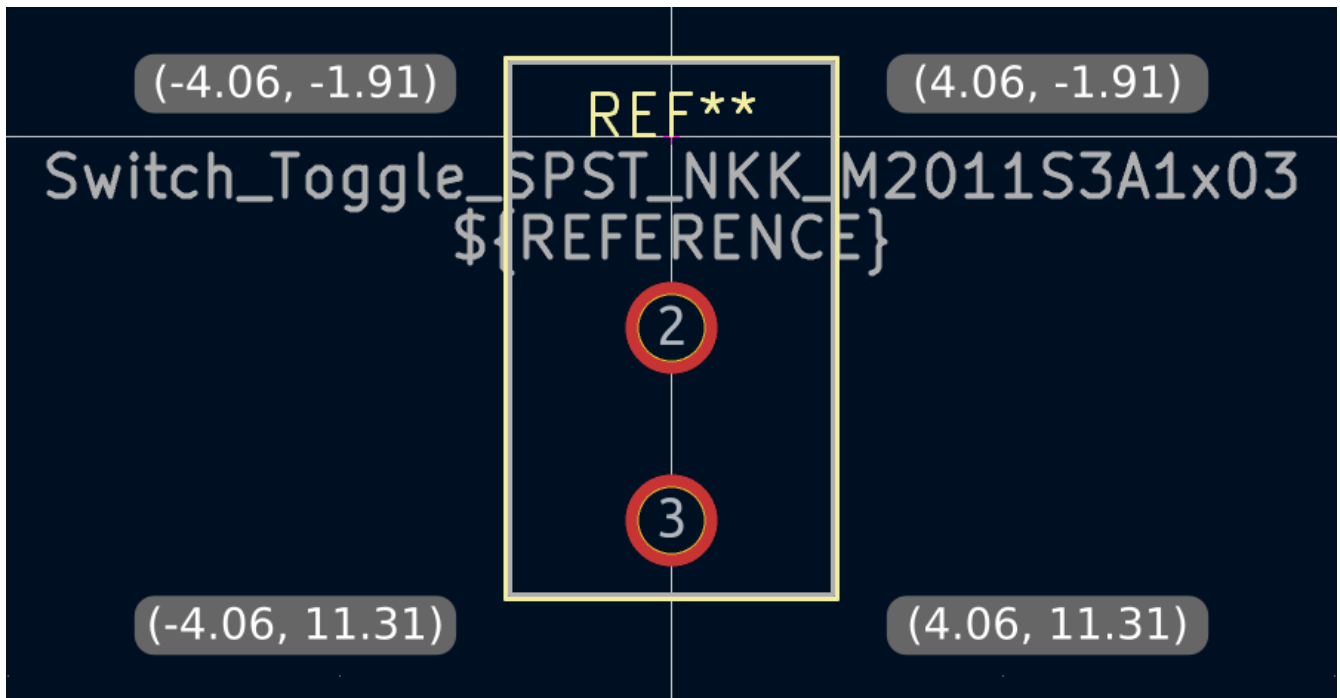 (-4.06, -1.91)
(4.06, -1.91)
REF**
Switch_Toggle_SPST_NKK_M2011S3A1x03
${REFERENCE}
2
3
(-4.06, 11.31)
(4.06, 11.31)